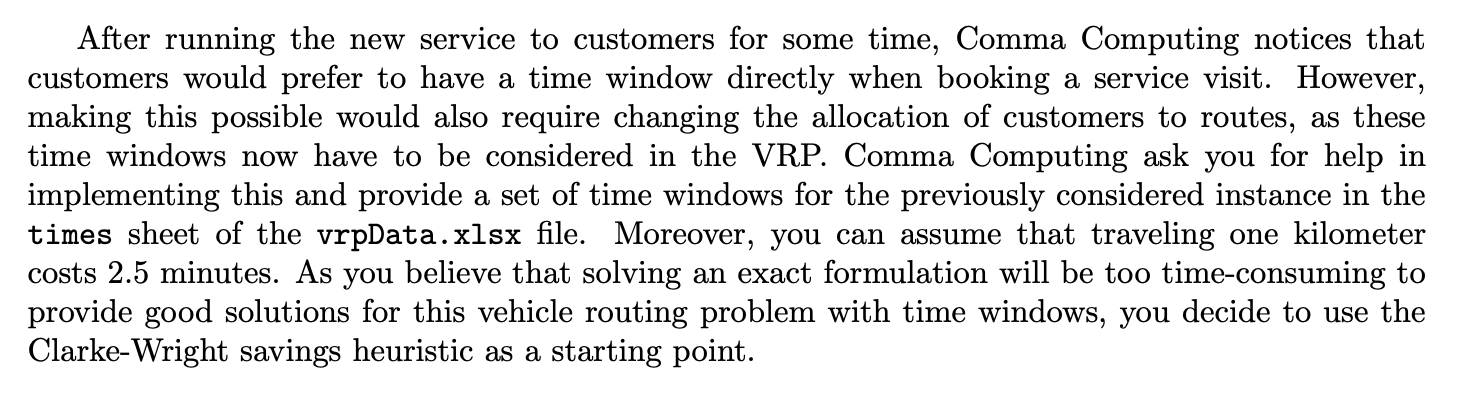 After running the new service to customers for some time, Comma Computing notices that
customers would prefer to have a time window directly when booking a service visit. However,
making this possible would also require changing the allocation of customers to routes, as these
time windows now have to be considered in the VRP. Comma Computing ask you for help in
implementing this and provide a set of time windows for the previously considered instance in the
times sheet of the vrpData.xlsx file. Moreover, you can assume that traveling one kilometer
costs 2.5 minutes. As you believe that solving an exact formulation will be too time-consuming to
provide good solutions for this vehicle routing problem with time windows, you decide to use the
Clarke-Wright savings heuristic as a starting point.